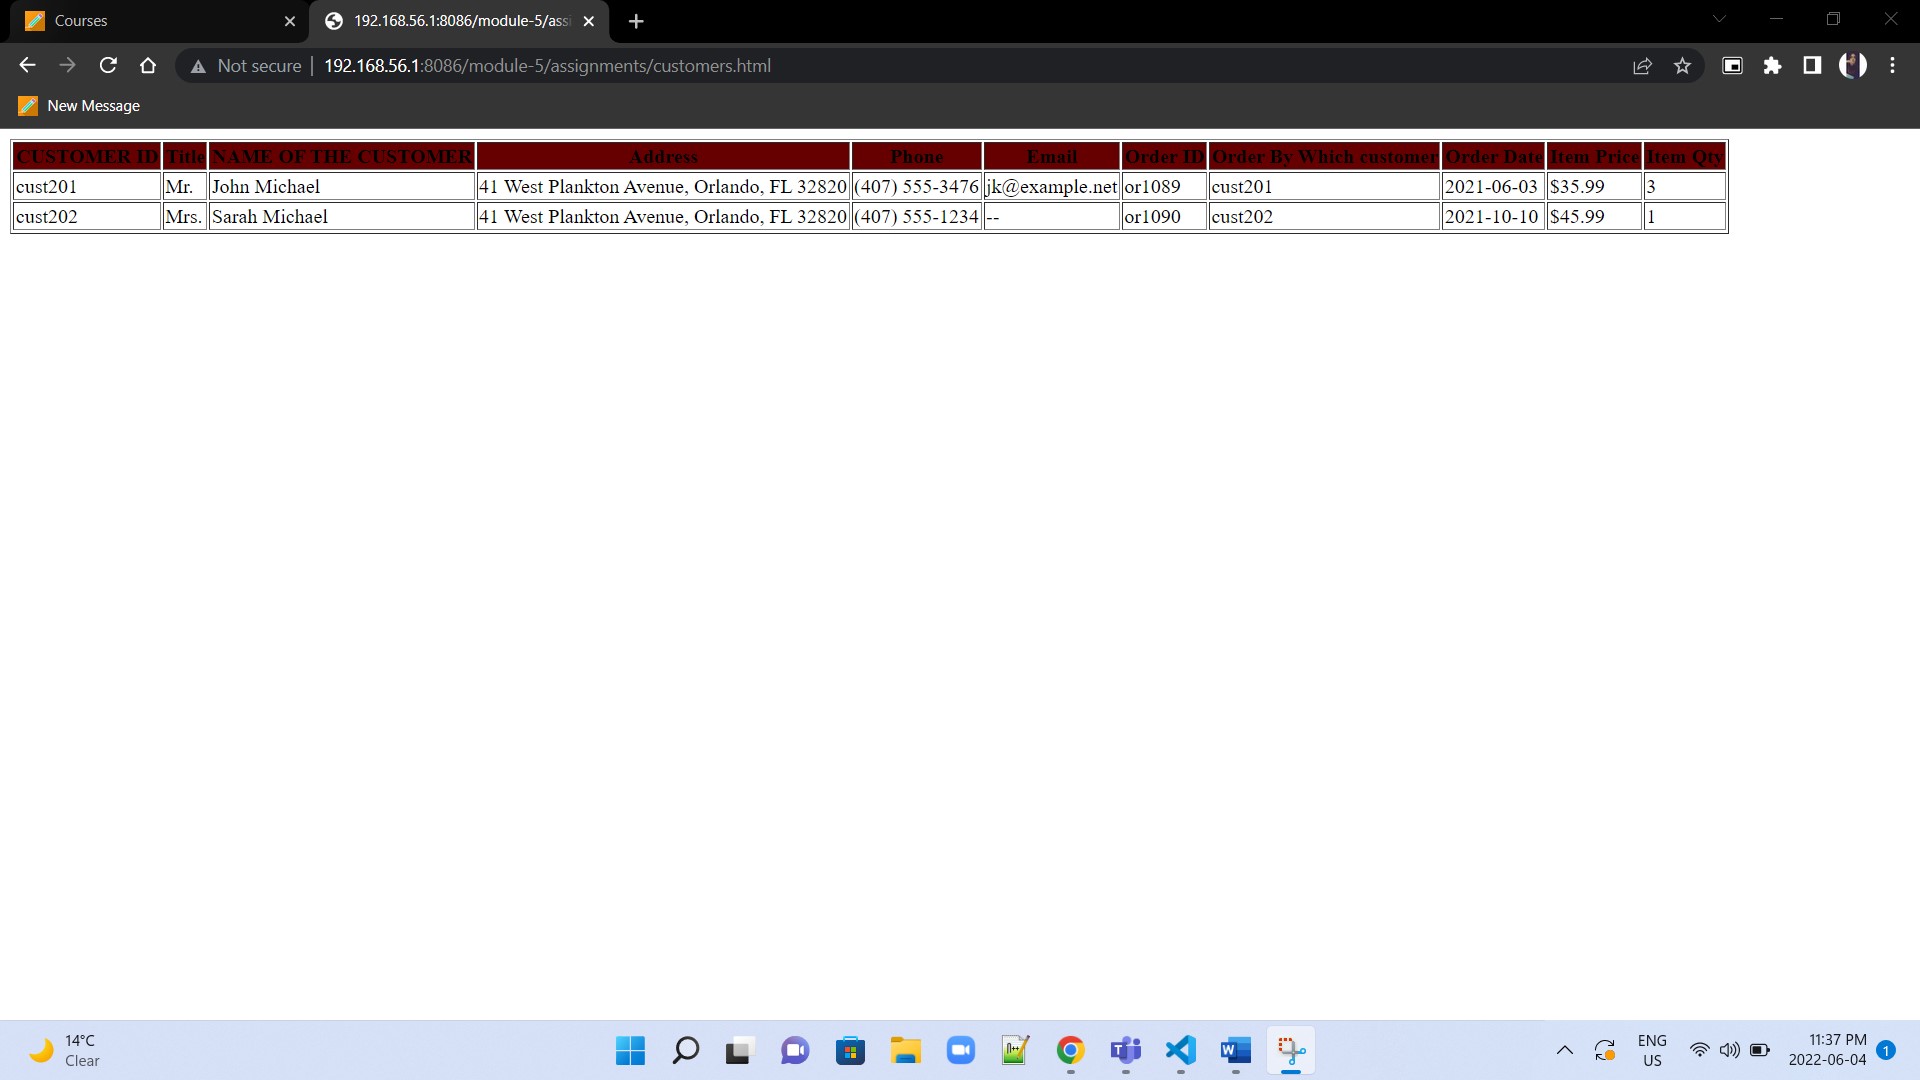 Courses
192.168.56.1:8086/module-5/assi
Not secure | 192.168.56.1:8086/module-5/assignments/customers.html
New Message
CUSTOMER ID Title NAME OF THE CUSTOMER Address Phone Email Order ID Order By Which customer Order Date Item Price Item Qty
cust201 Mr. John Michael 41 West Plankton Avenue, Orlando, FL 32820 (407) 555-3476 jk@example.net or1089 cust201 2021-06-03 $35.99 3
cust202 Mrs. Sarah Michael 41 West Plankton Avenue, Orlando, FL 32820 (407) 555-1234 -- or1090 cust202 2021-10-10 $45.99 1
14°C
Clear
ENG
US
11:37 PM
2022-06-04
1